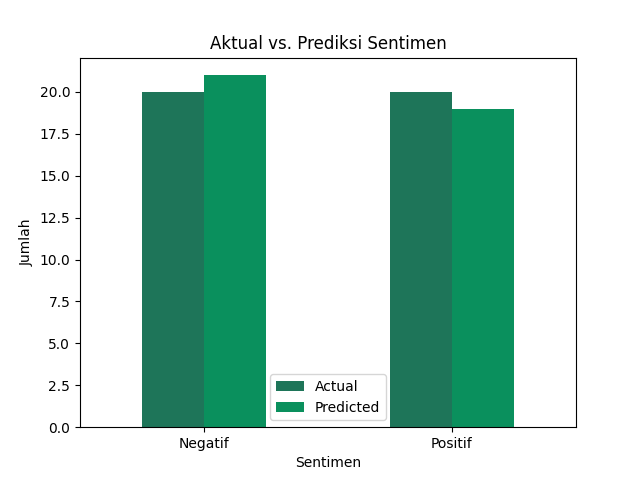 Aktual vs. Prediksi Sentimen
Jumlah
20.0
17.5
15.0
12.5
10.0
7.5
5.0
2.5
0.0
Actual
Predicted
Negatif
Positif
Sentimen